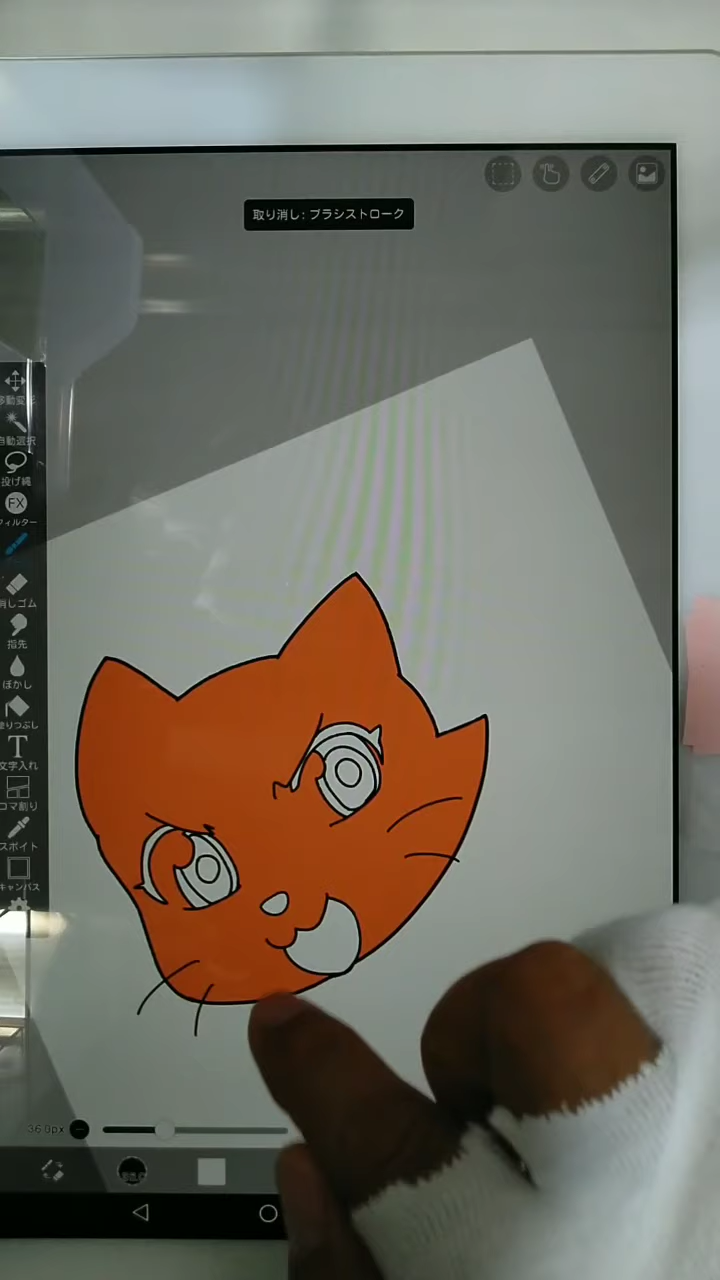 取り消し: ブラシストローク
移動変形
自動選択
投げ縄
FX
フィルター
消しゴム
指先
ぼかし
塗りつぶし
T
文字入れ
コマ割り
スポイト
キャンバス
36.0px